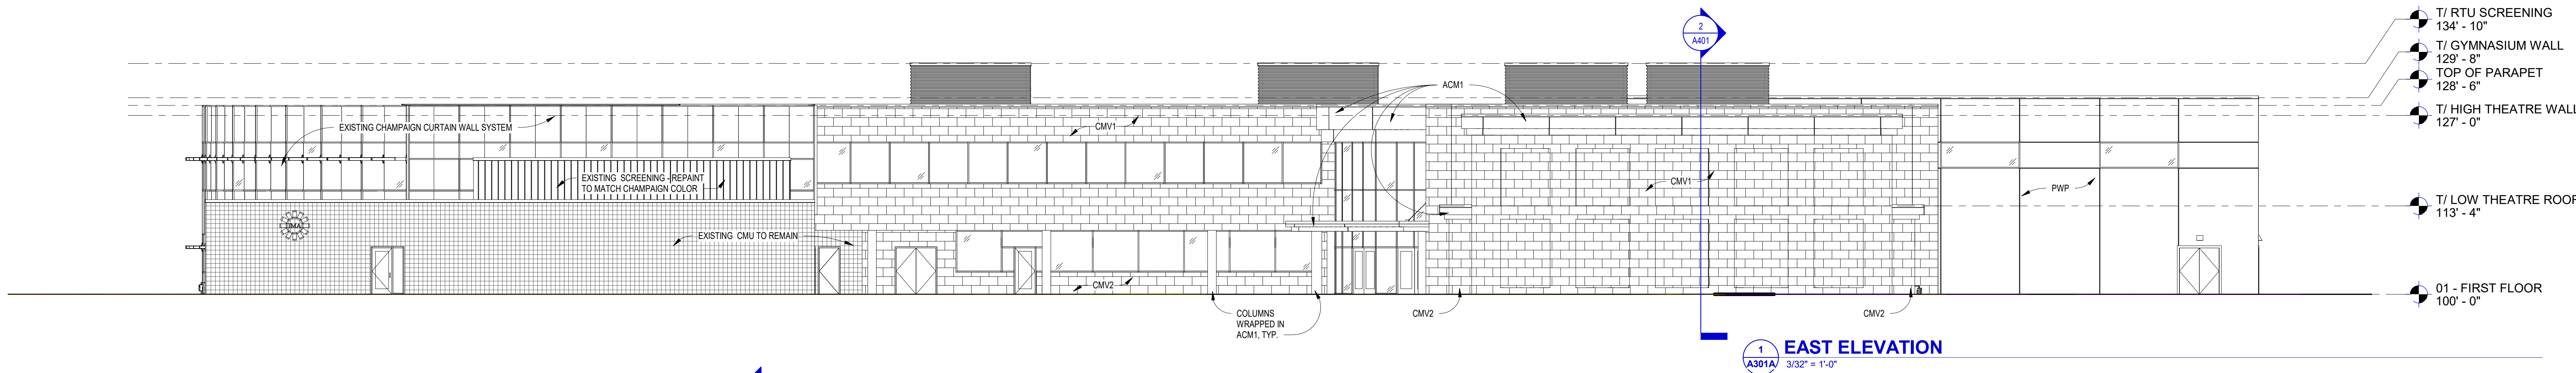 2
A401
T/ RTU SCREENING
134' - 10"
T/ GYMNASIUM WALL
129' - 8"
TOP OF PARAPET
128' - 6"
T/ HIGH THEATRE WALL
127' - 0"
T/ LOW THEATRE ROOF
113' - 4"
01 - FIRST FLOOR
100' - 0"
ACM1
EXISTING CHAMPAIGN CURTAIN WALL SYSTEM
CMV1
EXISTING SCREENING - REPAINT
TO MATCH CHAMPAIGN COLOR
CMV1
PWP
IMA
EXISTING CMU TO REMAIN
CMV2
COLUMNS
WRAPPED IN
ACM1, TYP.
CMV2
CMV2
1
A301A
EAST ELEVATION
3/32" = 1'-0"